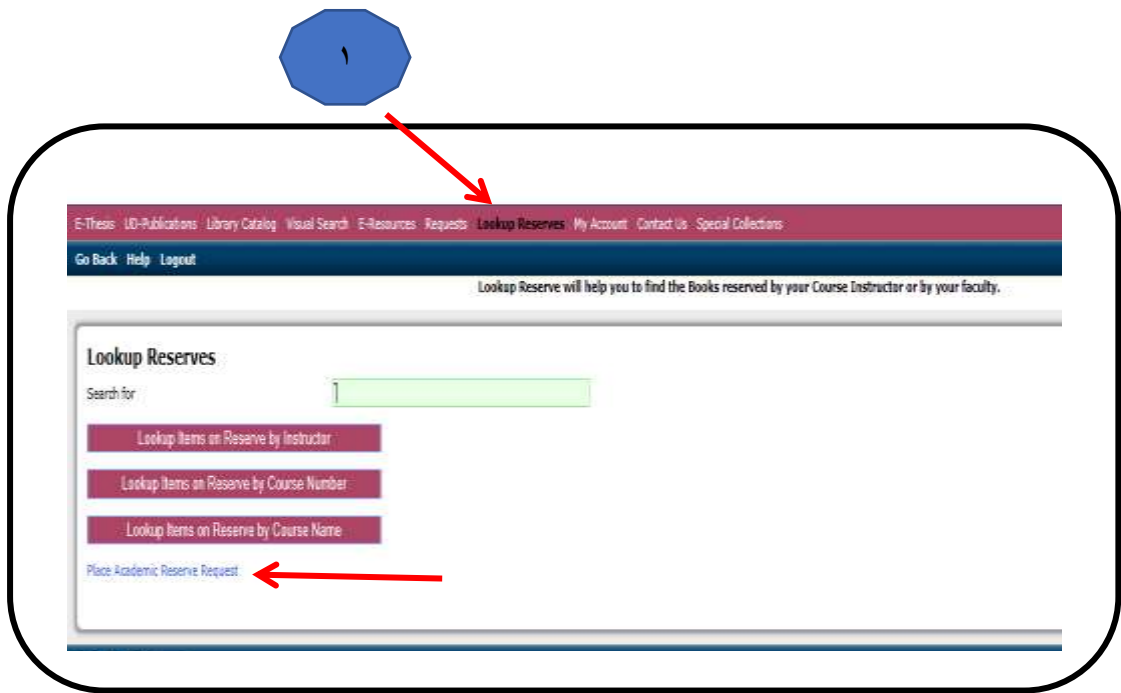 ١
E-Thesis UD-Publications Library Catalog Visual Search E-Resources Requests Lookup Reserves My Account Contact Us Special Collections
Go Back Help Logout
Lookup Reserve will help you to find the Books reserved by your Course Instructor or by your faculty.
Lookup Reserves
Search for
Lookup Items on Reserve by Instructor
Lookup Items on Reserve by Course Number
Lookup Items on Reserve by Course Name
Place Academic Reserve Request